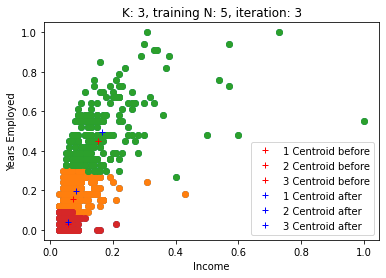 K: 3, training N: 5, iteration: 3
1.0
0.8
0.6
0.4
0.2
0.0
Years Employed
1 Centroid before
2 Centroid before
3 Centroid before
1 Centroid after
2 Centroid after
3 Centroid after
0.0 0.2 0.4 0.6 0.8 1.0
Income